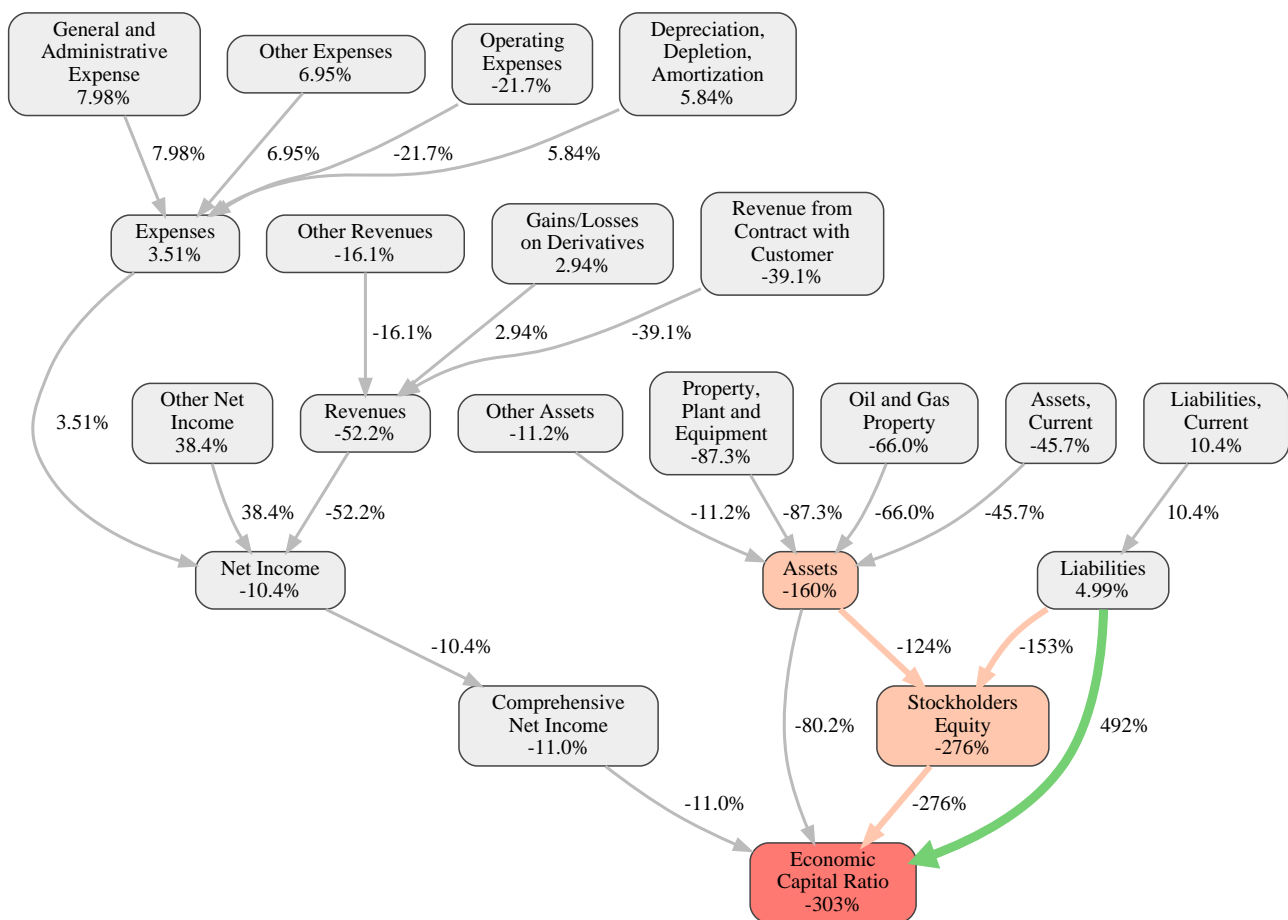 General and
Administrative
Expense
7.98%
Other Expenses
6.95%
Operating
Expenses
-21.7%
Depreciation,
Depletion,
Amortization
5.84%
7.98%
6.95%
-21.7%
5.84%
Expenses
3.51%
Other Revenues
-16.1%
Gains/Losses
on Derivatives
2.94%
Revenue from
Contract with
Customer
-39.1%
-16.1%
2.94%
-39.1%
3.51%
Other Net
Income
38.4%
Revenues
-52.2%
Other Assets
-11.2%
Property,
Plant and
Equipment
-87.3%
Oil and Gas
Property
-66.0%
Assets,
Current
-45.7%
Liabilities,
Current
10.4%
38.4%
-52.2%
-11.2%
-87.3%
-66.0%
-45.7%
10.4%
Net Income
-10.4%
Assets
-160%
Liabilities
4.99%
-10.4%
-124%
-153%
Comprehensive
Net Income
-11.0%
-80.2%
Stockholders
Equity
-276%
492%
-11.0%
-276%
Economic
Capital Ratio
-303%